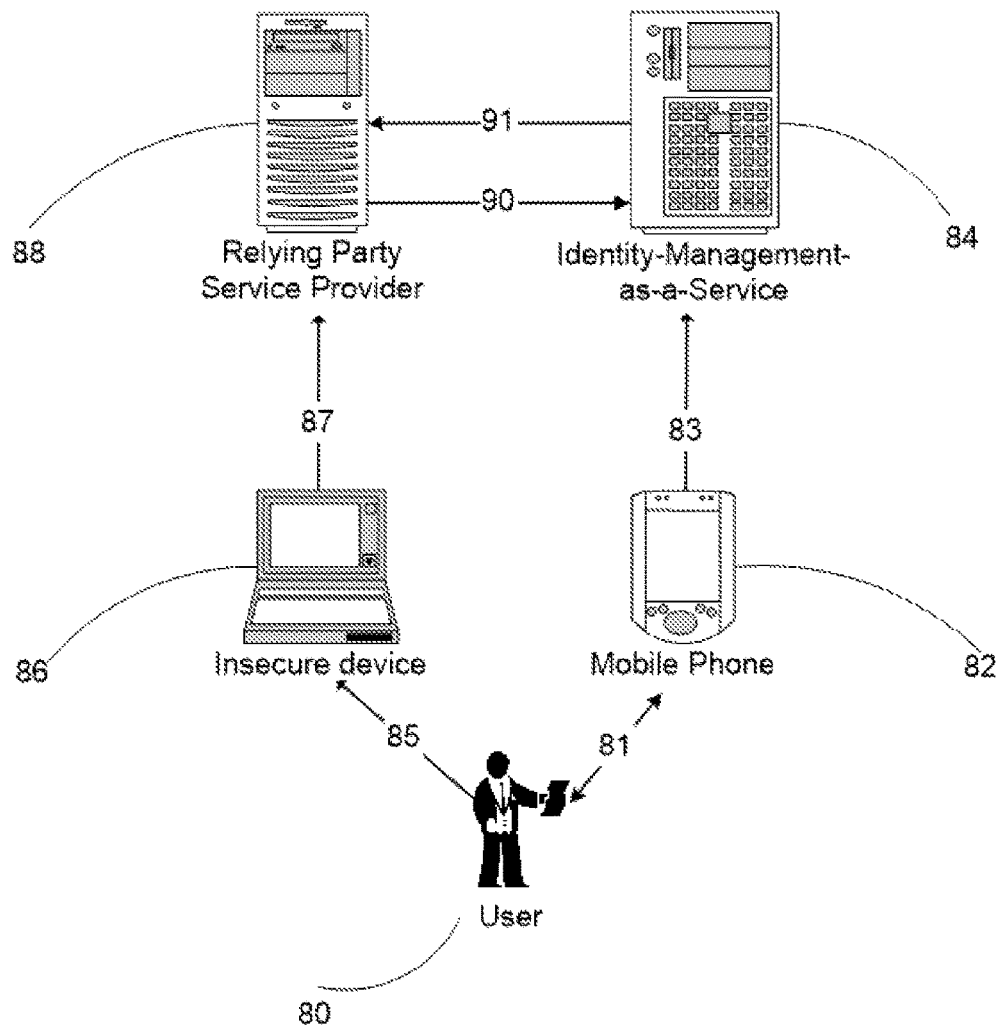 91
90
88
84
Relying Party
Service Provider
Identity-Management-
as-a-Service
87
83
86
82
Insecure device
Mobile Phone
85
81
User
80